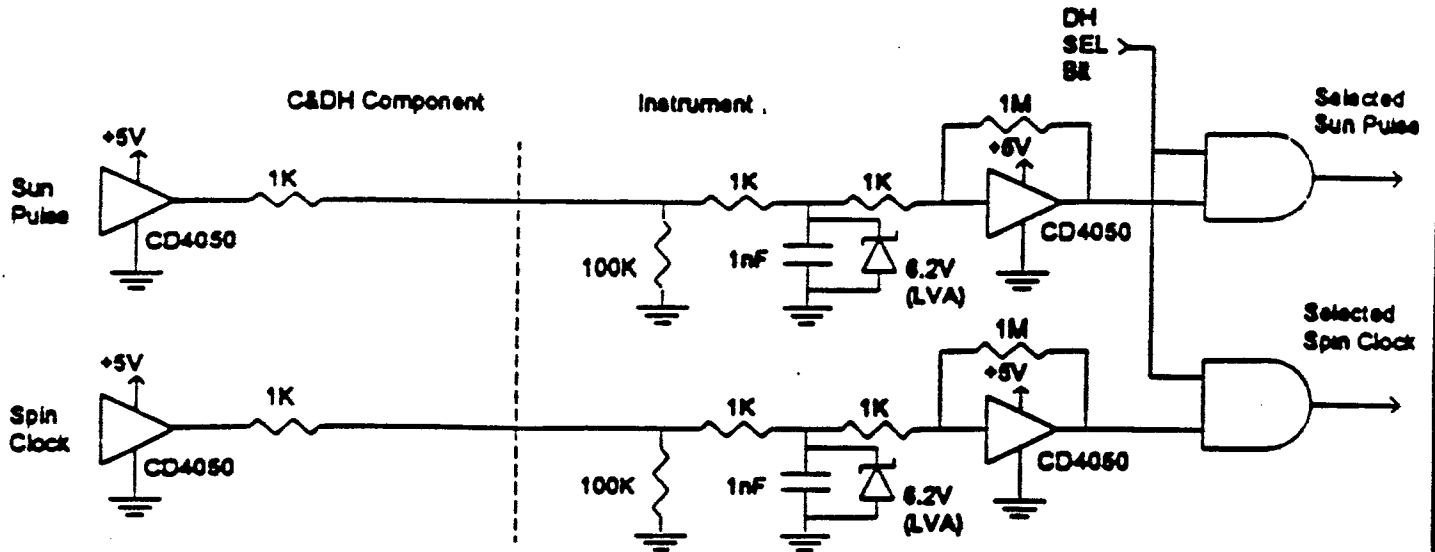 DH
SEL
Bit
C&DH Component
Instrument
1M
Selected
Sun Pulse
+5V
+5V
Sun
Pulse
1K
1K
1K
CD4050
CD4050
100K
1nF
6.2V
(LVA)
Selected
Spin Clock
1M
+5V
+5V
Spin
Clock
1K
1K
1K
CD4050
CD4050
100K
1nF
6.2V
(LVA)